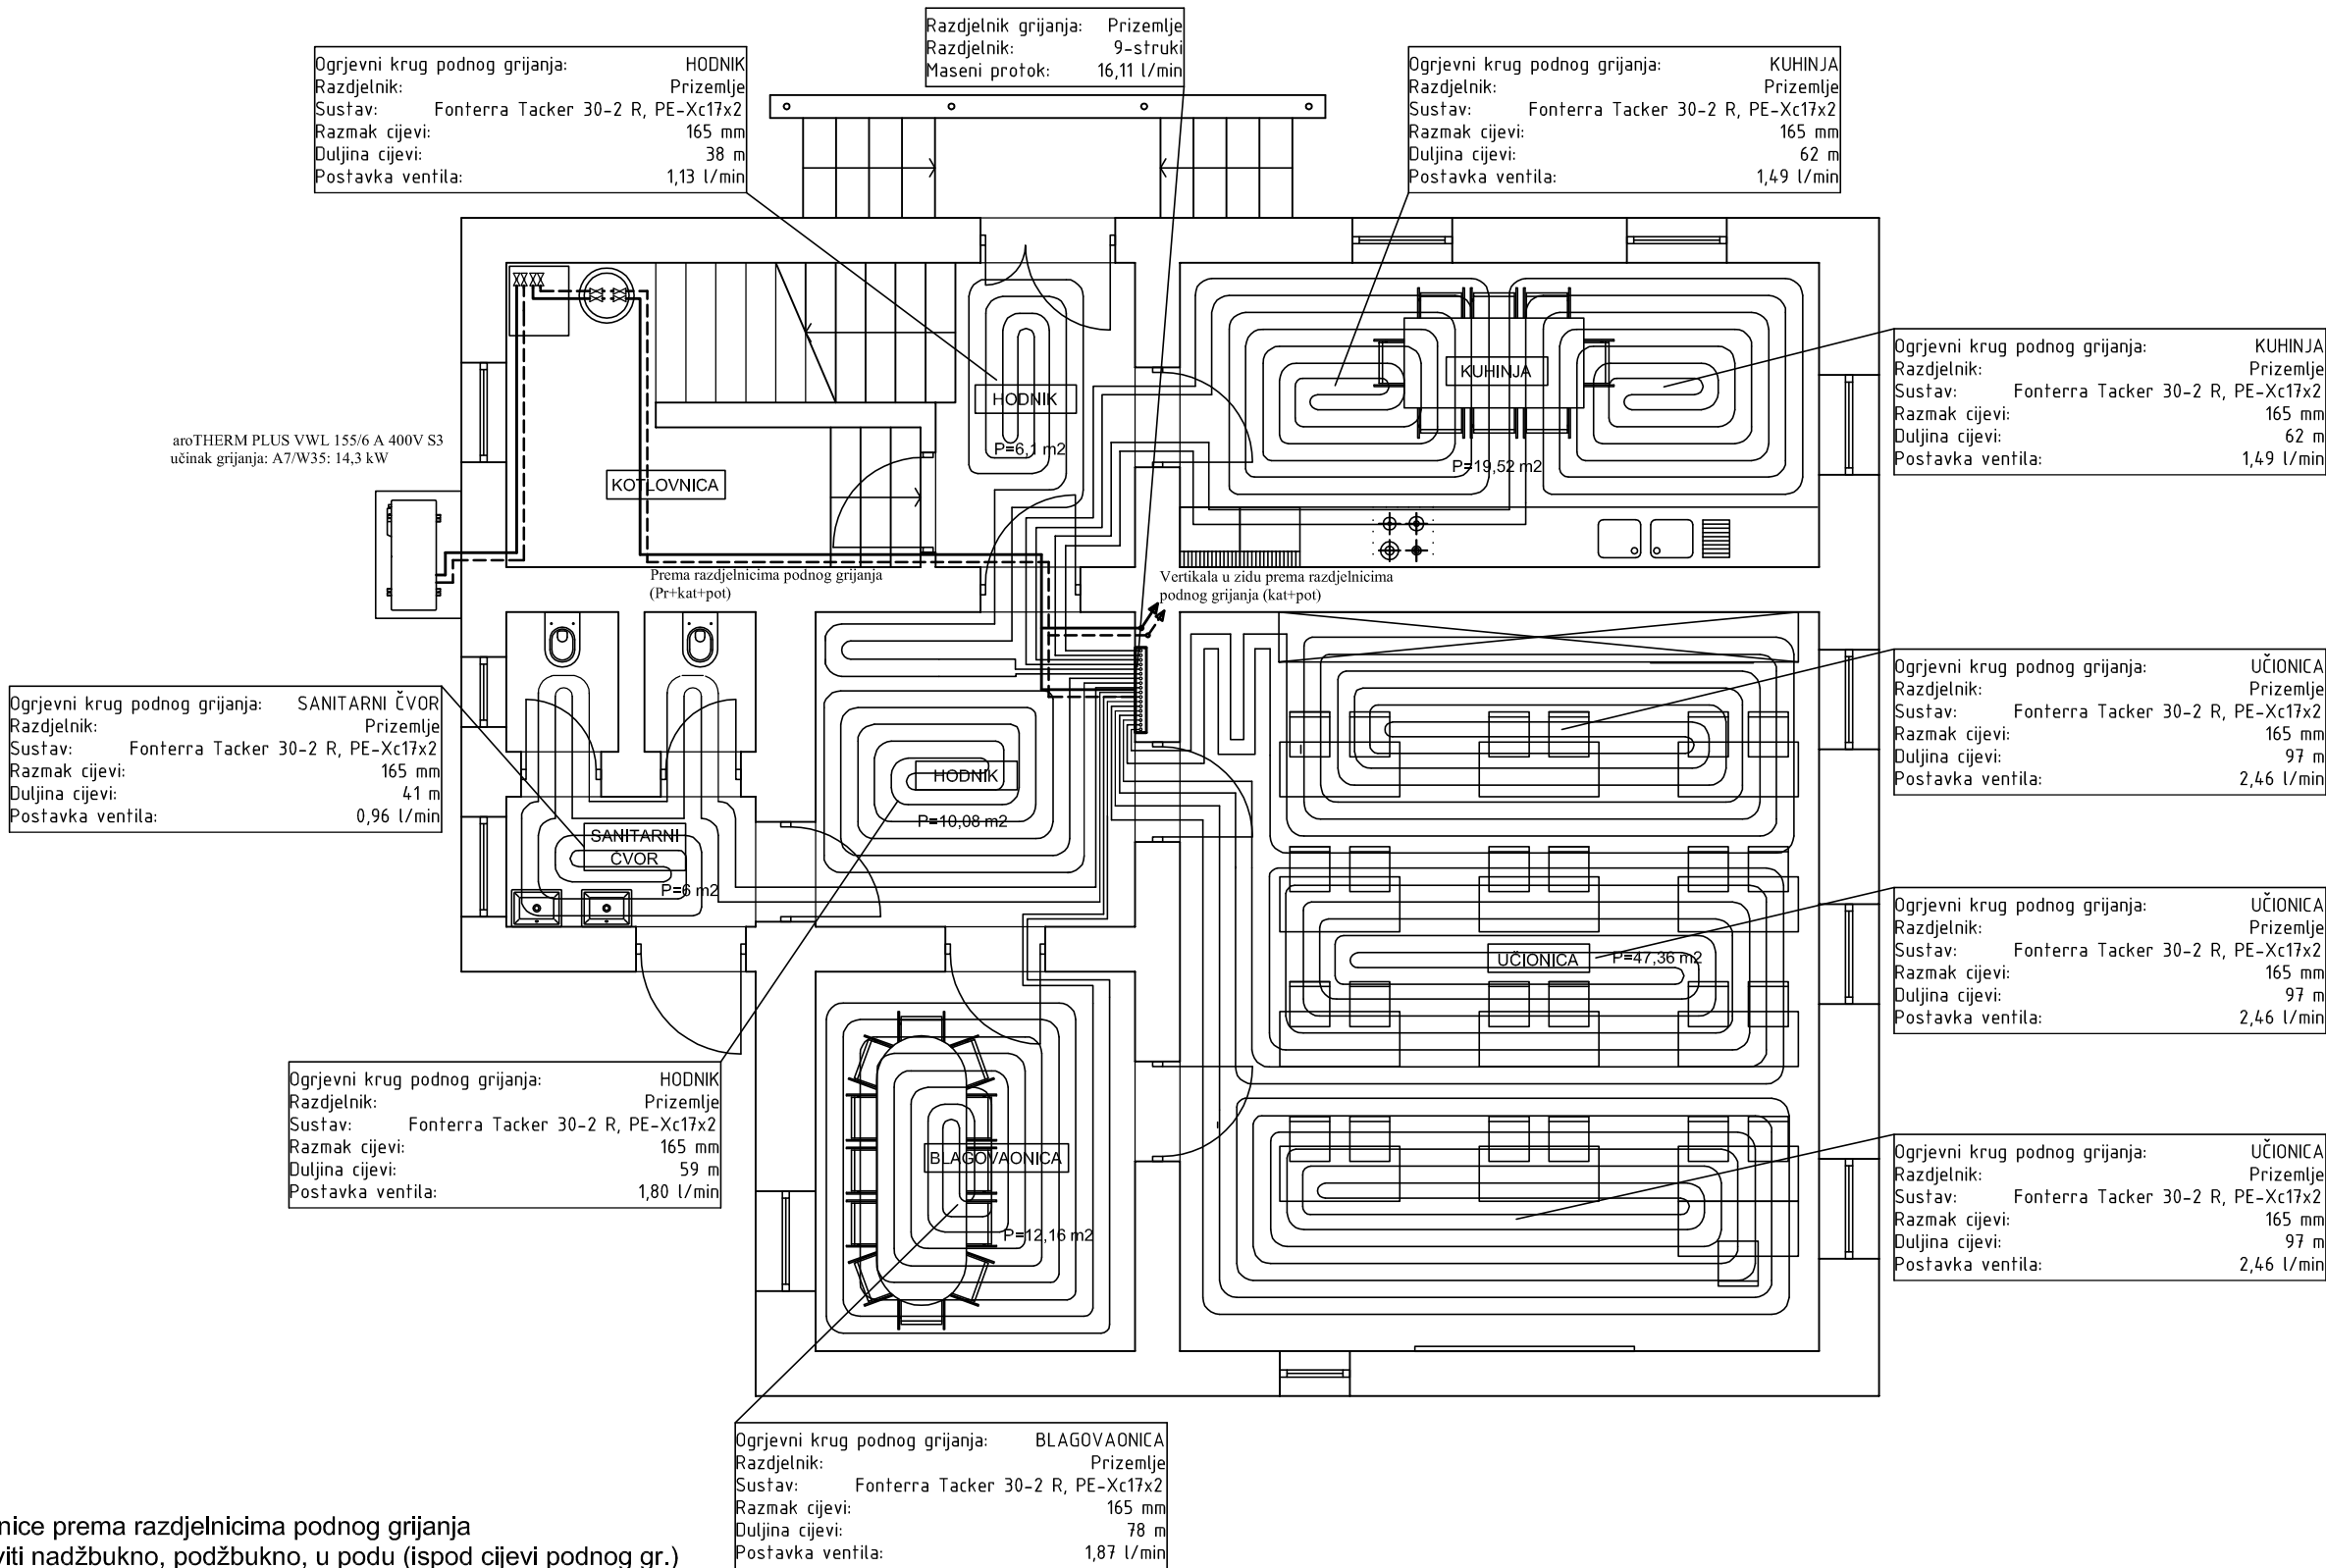 Razdjelnik grijanja: Prizemlje
Razdjelnik: 9-struki
Maseni protok: 16,11 l/min
Ogrjevni krug podnog grijanja: HODNIK
Razdjelnik: Prizemlje
Sustav: Fonterra Tacker 30-2 R, PE-Xc17x2
Razmak cijevi: 165 mm
Duljina cijevi: 38 m
Postavka ventila: 1,13 l/min
Ogrjevni krug podnog grijanja: KUHINJA
Razdjelnik: Prizemlje
Sustav: Fonterra Tacker 30-2 R, PE-Xc17x2
Razmak cijevi: 165 mm
Duljina cijevi: 62 m
Postavka ventila: 1,49 l/min
Ogrjevni krug podnog grijanja: KUHINJA
Razdjelnik: Prizemlje
Sustav: Fonterra Tacker 30-2 R, PE-Xc17x2
Razmak cijevi: 165 mm
Duljina cijevi: 62 m
Postavka ventila: 1,49 l/min
HODNIK
P=6,1 m2
KUHINJA
P=19,52 m2
aroTHERM PLUS VWL 155/6 A 400V S3
učinak grijanja: A7/W35: 14,3 kW
KOTLOVNICA
Prema razdjelnicima podnog grijanja
(Pr+kat+pot)
Vertikala u zidu prema razdjelnicima
podnog grijanja (kat+pot)
Ogrjevni krug podnog grijanja: UČIONICA
Razdjelnik: Prizemlje
Sustav: Fonterra Tacker 30-2 R, PE-Xc17x2
Razmak cijevi: 165 mm
Duljina cijevi: 97 m
Postavka ventila: 2,46 l/min
Ogrjevni krug podnog grijanja: SANITARNI ČVOR
Razdjelnik: Prizemlje
Sustav: Fonterra Tacker 30-2 R, PE-Xc17x2
Razmak cijevi: 165 mm
Duljina cijevi: 41 m
Postavka ventila: 0,96 l/min
HODNIK
P=10,08 m2
SANITARNI
ČVOR
P=6 m2
Ogrjevni krug podnog grijanja: UČIONICA
Razdjelnik: Prizemlje
Sustav: Fonterra Tacker 30-2 R, PE-Xc17x2
Razmak cijevi: 165 mm
Duljina cijevi: 97 m
Postavka ventila: 2,46 l/min
UČIONICA P=47,36 m2
Ogrjevni krug podnog grijanja: HODNIK
Razdjelnik: Prizemlje
Sustav: Fonterra Tacker 30-2 R, PE-Xc17x2
Razmak cijevi: 165 mm
Duljina cijevi: 59 m
Postavka ventila: 1,80 l/min
BLAGOVAONICA
P=12,16 m2
Ogrjevni krug podnog grijanja: UČIONICA
Razdjelnik: Prizemlje
Sustav: Fonterra Tacker 30-2 R, PE-Xc17x2
Razmak cijevi: 165 mm
Duljina cijevi: 97 m
Postavka ventila: 2,46 l/min
Ogrjevni krug podnog grijanja: BLAGOVAONICA
Razdjelnik: Prizemlje
Sustav: Fonterra Tacker 30-2 R, PE-Xc17x2
Razmak cijevi: 165 mm
Duljina cijevi: 78 m
Postavka ventila: 1,87 l/min
nice prema razdjelnicima podnog grijanja
viti nadžbukno, podžbukno, u podu (ispod cijevi podnog gr.)